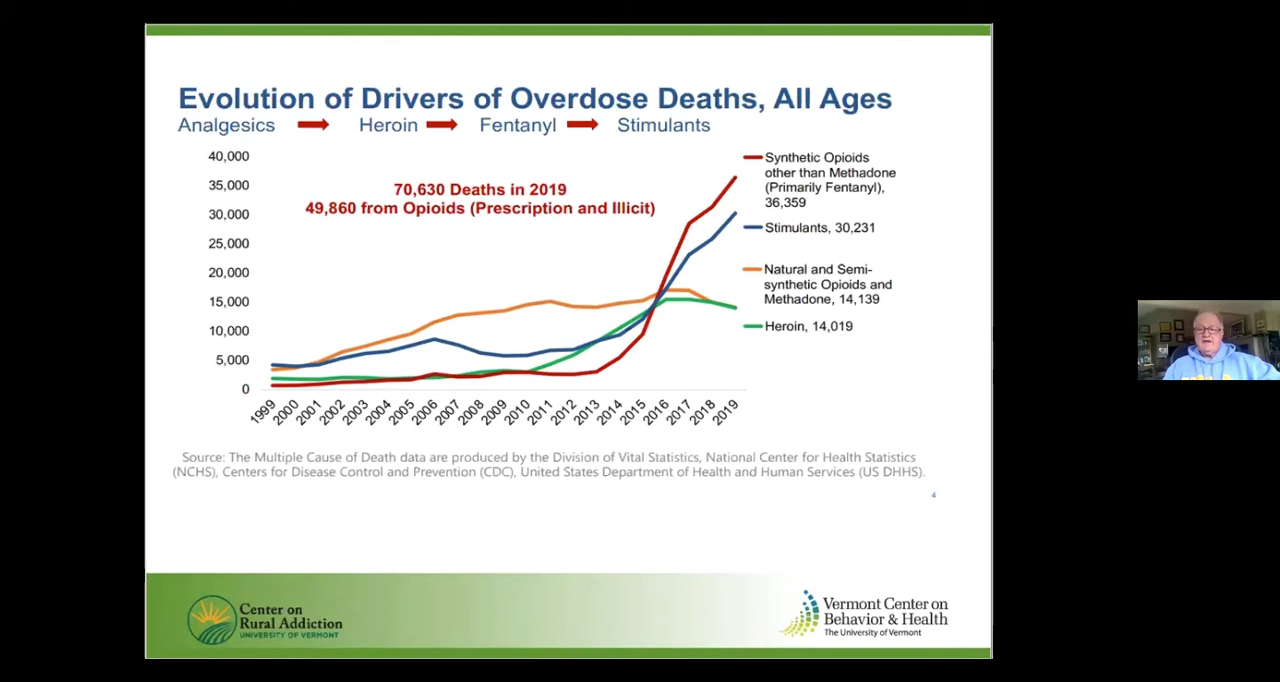 Evolution of Drivers of Overdose Deaths, All Ages
Analgesics Heroin Fentanyl Stimulants
40,000
35,000
30,000
25,000
20,000
15,000
10,000
5,000
0
70,630 Deaths in 2019
49,860 from Opioids (Prescription and Illicit)
Synthetic Opioids
other than Methadone
(Primarily Fentanyl),
36,359
Stimulants, 30,231
Natural and Semi-
synthetic Opioids and
Methadone, 14,139
Heroin, 14,019
1999 2000 2001 2002 2003 2004 2005 2006 2007 2008 2009 2010 2011 2012 2013 2014 2015 2016 2017 2018 2019
Source: The Multiple Cause of Death data are produced by the Division of Vital Statistics, National Center for Health Statistics
(NCHS), Centers for Disease Control and Prevention (CDC), United States Department of Health and Human Services (US DHHS).
4
Center on
Rural Addiction
UNIVERSITY OF VERMONT
Vermont Center on
Behavior & Health
The University of Vermont